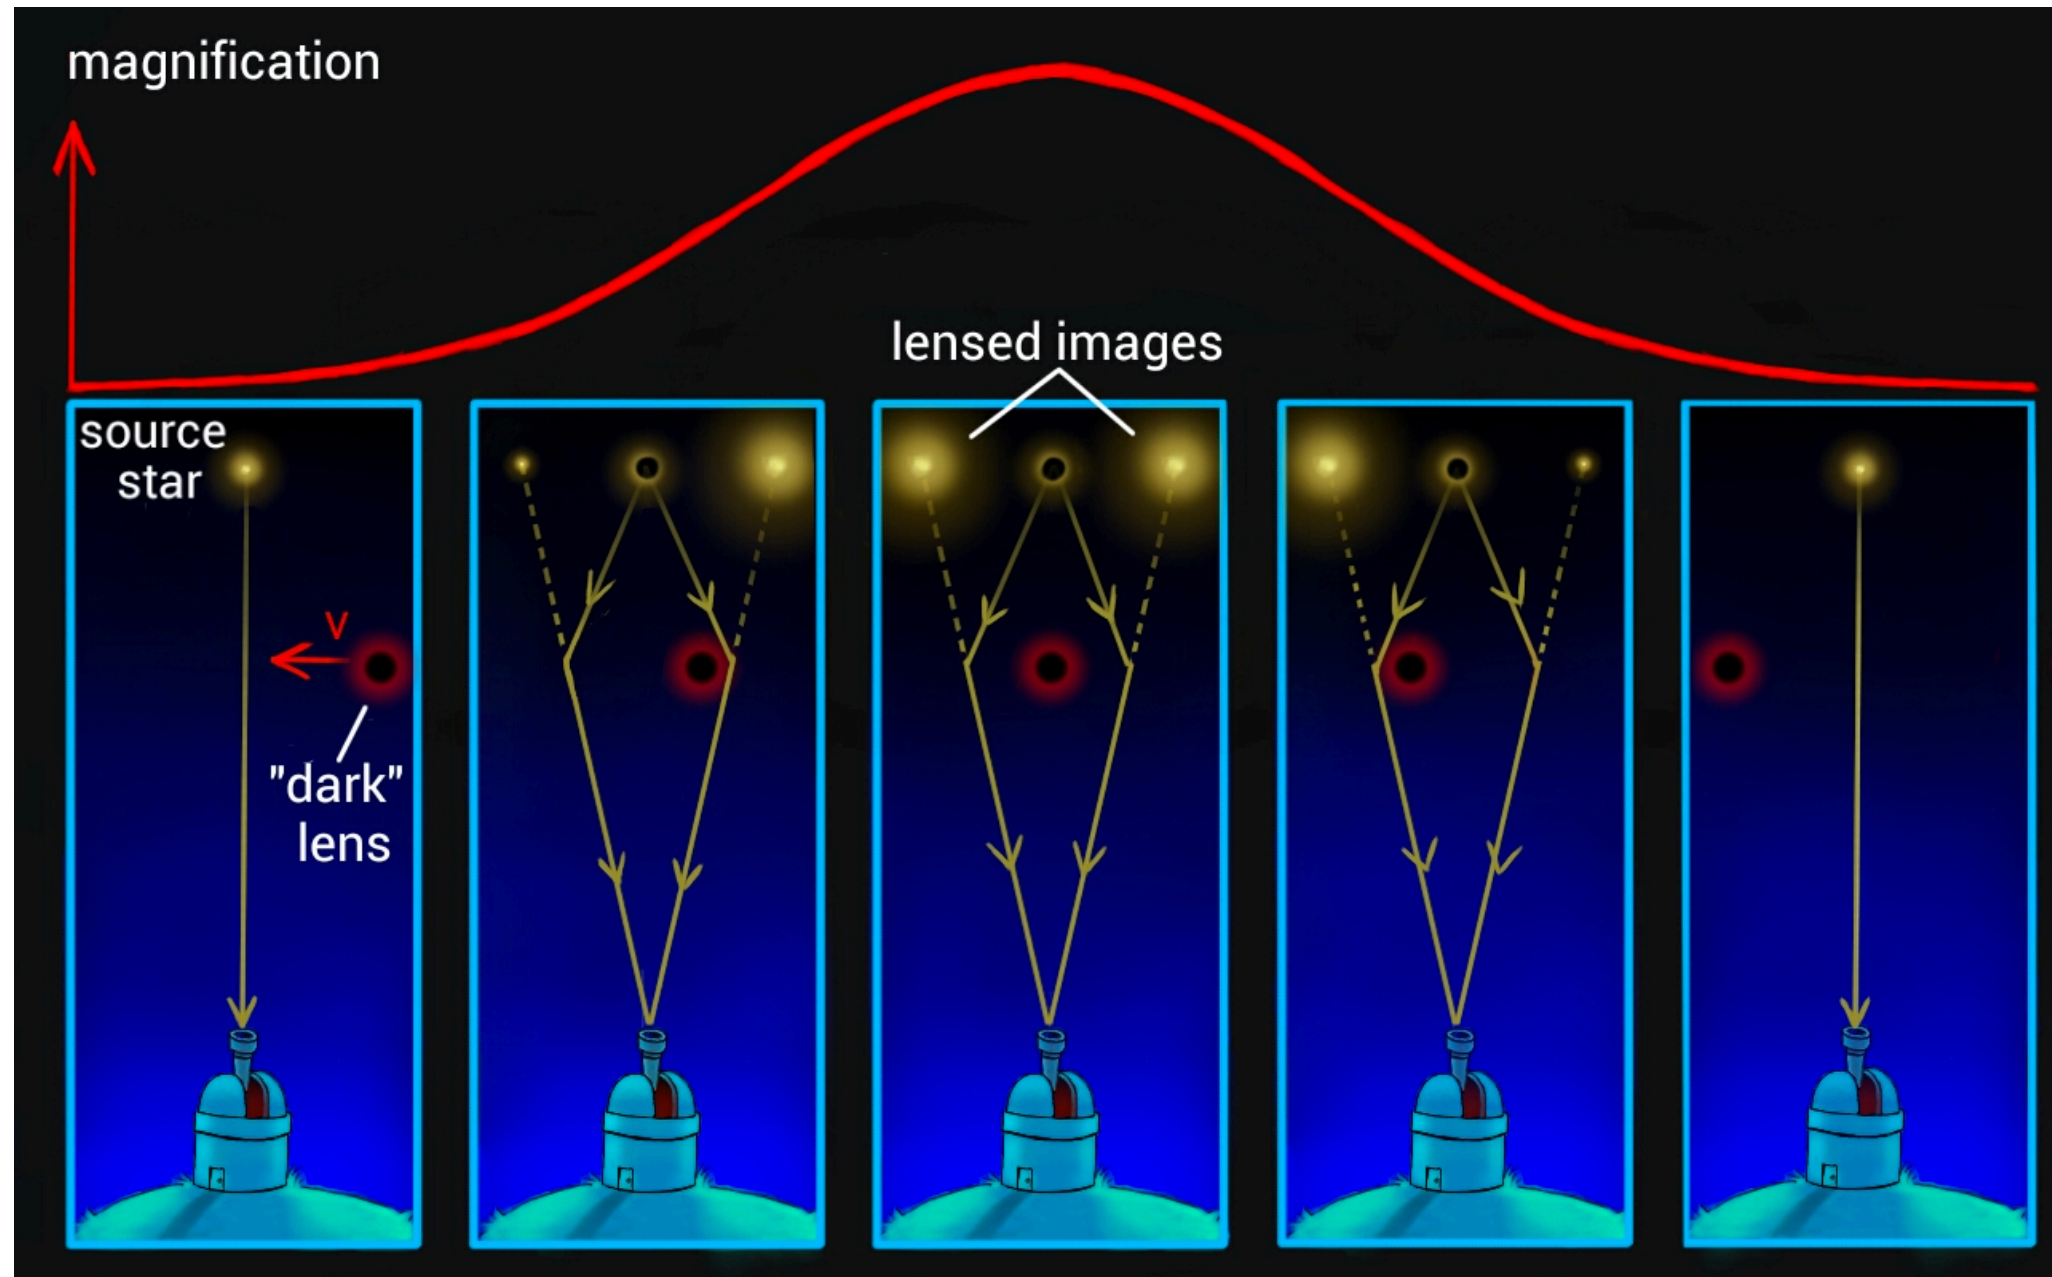 magnification
lensed images
source
star
v
"dark"
lens